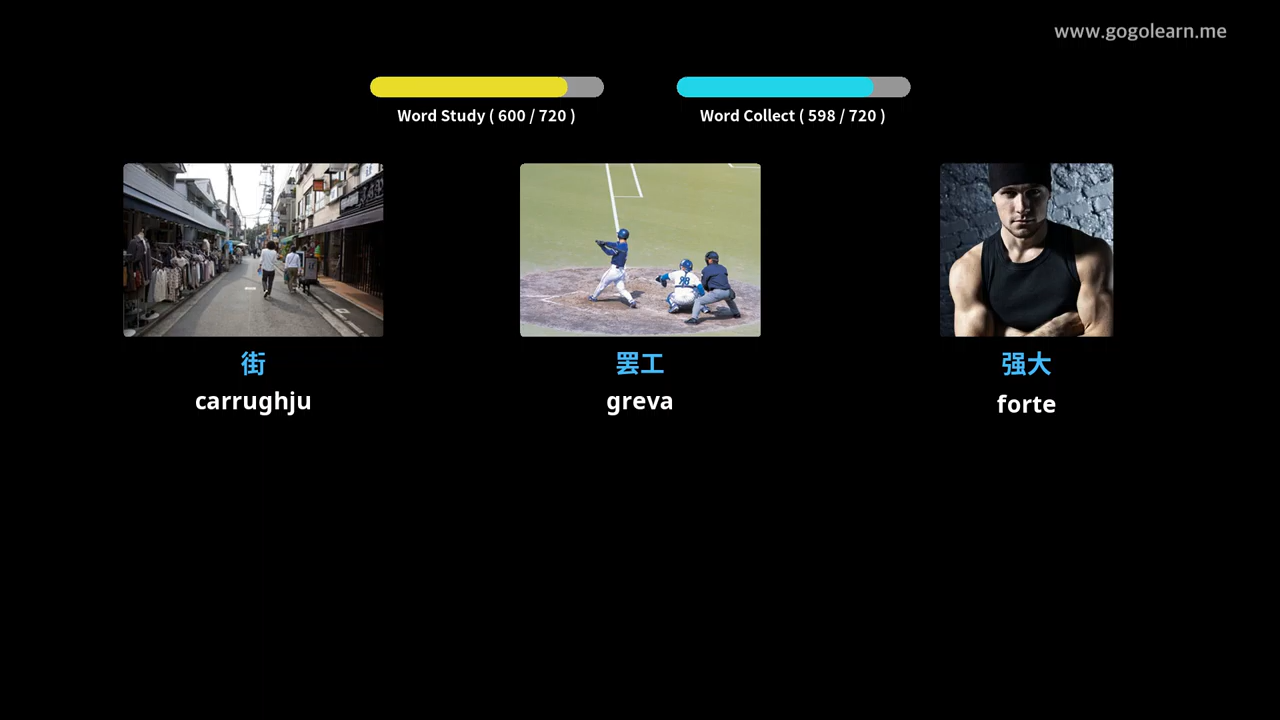 www.gogolearn.me
Word Study ( 600 / 720 )
Word Collect ( 598 / 720 )
街
carrughju
罢工
greva
强大
forte